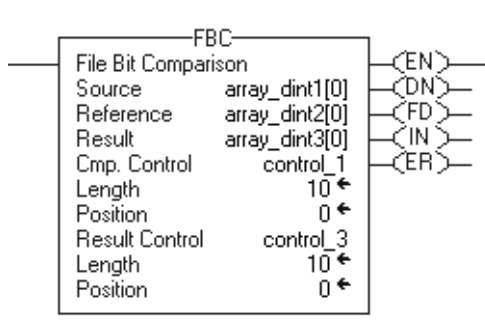 FBC
File Bit Comparison
Source array_dint1[0]
Reference array_dint2[0]
Result array_dint3[0]
Cmp. Control control_1
Length 10
Position 0
Result Control control_3
Length 10
Position 0
EN
DN
FD
IN
ER